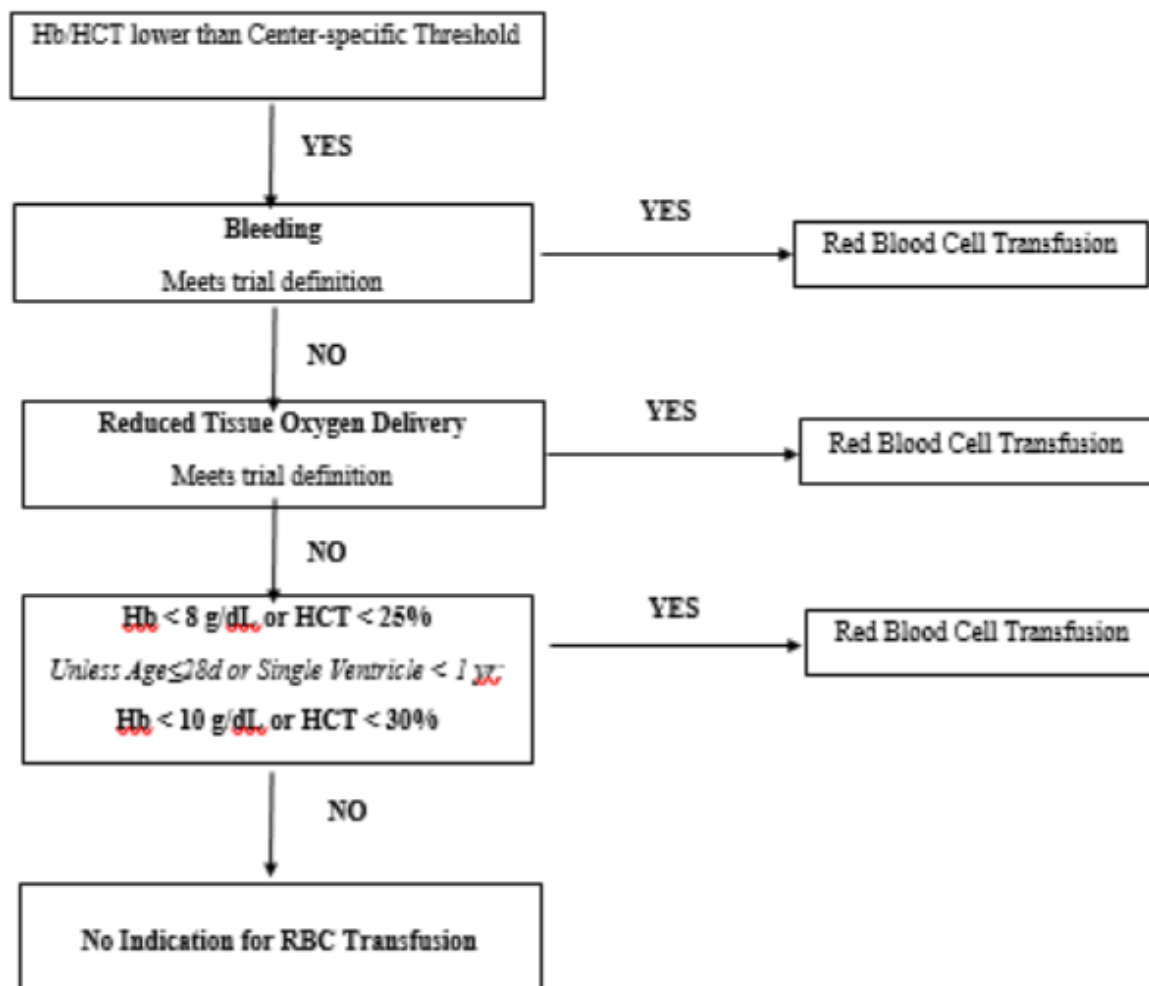 Hb/HCT lower than Center-specific Threshold
YES
Bleeding
Meets trial definition
YES
Red Blood Cell Transfusion
NO
Reduced Tissue Oxygen Delivery
Meets trial definition
YES
Red Blood Cell Transfusion
NO
Hb < 8 g/dL or HCT < 25%
Unless Age≤28d or Single Ventricle < 1 yr:
Hb < 10 g/dL or HCT < 30%
YES
Red Blood Cell Transfusion
NO
No Indication for RBC Transfusion